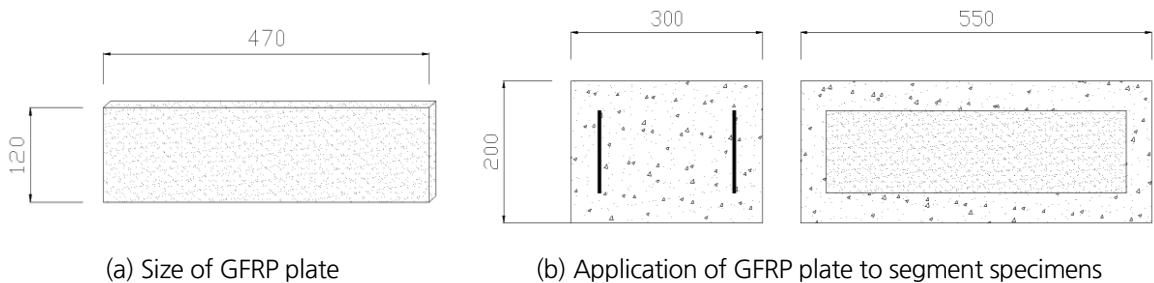 470
120
300
550
200
(a) Size of GFRP plate
(b) Application of GFRP plate to segment specimens